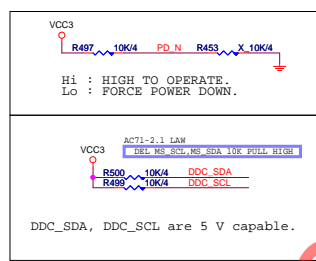 VCC3
R497 10K/4 PD_N R453 X_10K/4
Hi : HIGH TO OPERATE.
Lo : FORCE POWER DOWN.
AC71-2.1 LAW
VCC3 DEL MS_SCL,MS_SDA 10K PULL HIGH
R500 10K/4 DDC_SDA
R499 10K/4 DDC_SCL
DDC_SDA, DDC_SCL are 5 V capable.